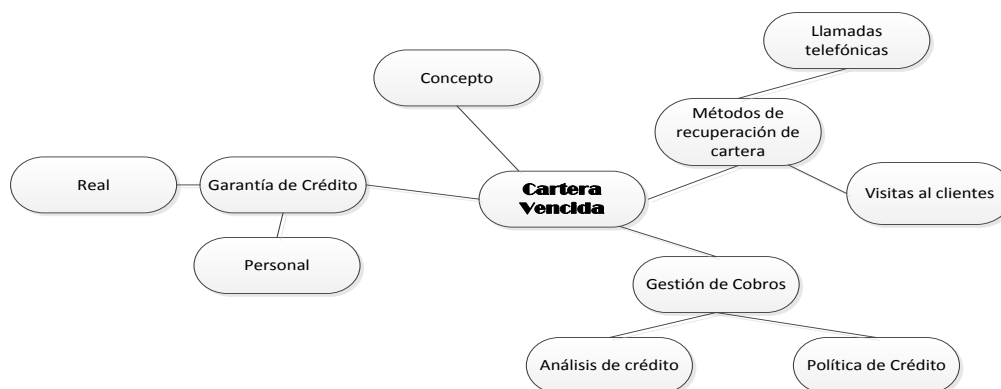 Llamadas
telefónicas
Concepto
Métodos de
recuperación de
cartera
Real
Garantía de Crédito
Cartera
Vencida
Visitas al clientes
Personal
Gestión de Cobros
Análisis de crédito
Política de Crédito